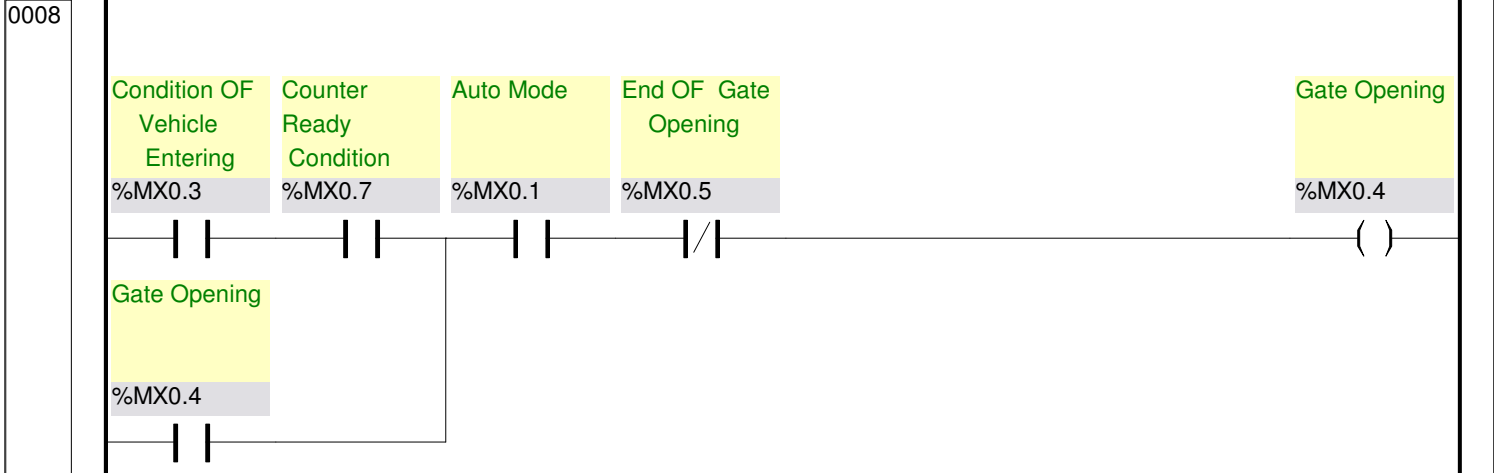 0008
Condition OF
Vehicle
Entering
%MX0.3
Counter
Ready
Condition
%MX0.7
Auto Mode
%MX0.1
End OF Gate
Opening
%MX0.5
Gate Opening
%MX0.4
Gate Opening
%MX0.4